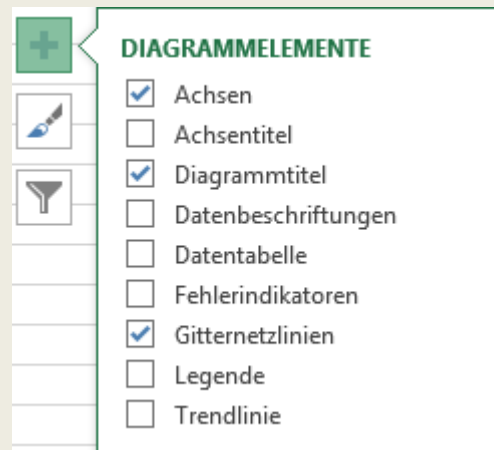 DIAGRAMMELEMENTE
Achsen
Achsentitel
Diagrammtitel
Datenbeschriftungen
Datentabelle
Fehlerindikatoren
Gitternetzlinien
Legende
Trendlinie